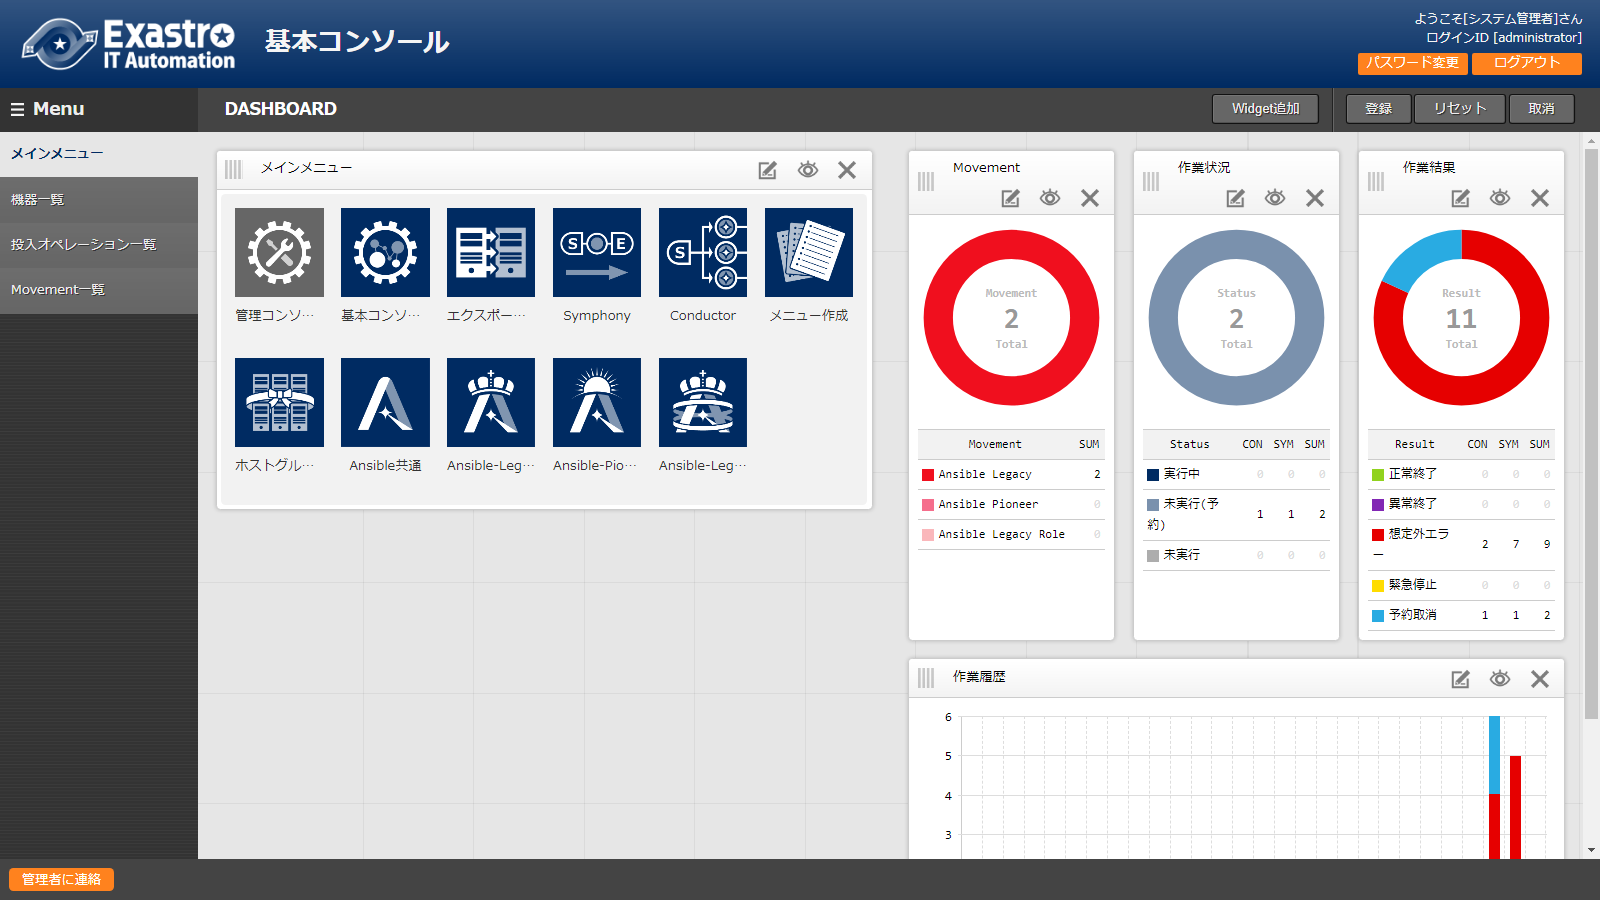 Exastro
IT Automation
基本コンソール
ようこそ[システム管理者]さん
ログインID [administrator]
パスワード変更
ログアウト
Menu
DASHBOARD
Widget追加
登録
リセット
取消
メインメニュー
機器一覧
投入オペレーション一覧
Movement一覧
メインメニュー
管理コンソ…
基本コンソ…
エクスポー…
S E
Symphony
S
Conductor
メニュー作成
ホストグル…
Ansible共通
Ansible-Leg…
Ansible-Pio…
Ansible-Leg…
Movement
Movement
2
Total
Movement SUM
Ansible Legacy 2
Ansible Pioneer 0
Ansible Legacy Role 0
作業状況
Status
2
Total
Status CON SYM SUM
実行中 0 0 0
未実行(予
約) 1 1 2
未実行 0 0 0
作業結果
Result
11
Total
Result CON SYM SUM
正常終了 0 0 0
異常終了 0 0 0
想定外エラ
ー 2 7 9
緊急停止 0 0 0
予約取消 1 1 2
作業履歴
6
5
4
3
管理者に連絡